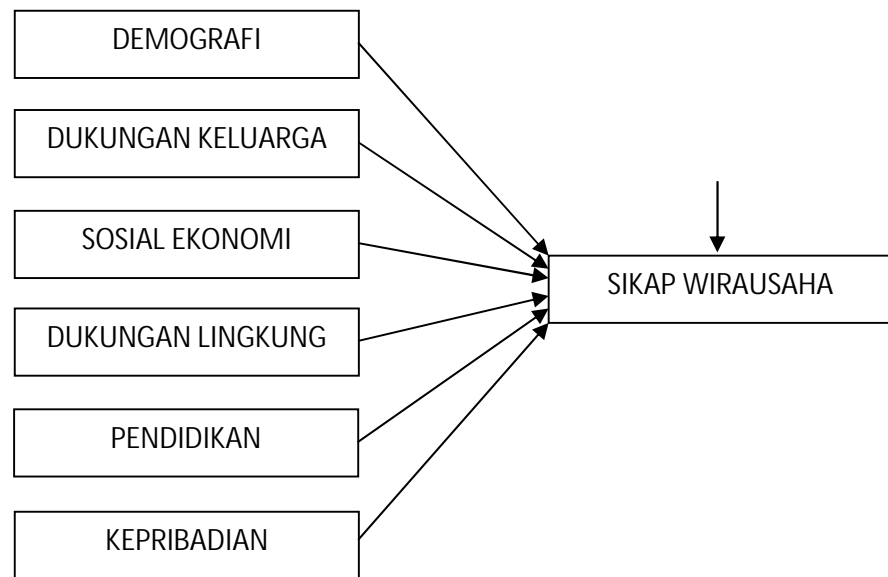 DEMOGRAFI
DUKUNGAN KELUARGA
SOSIAL EKONOMI
DUKUNGAN LINGKUNG
PENDIDIKAN
KEPRIBADIAN
SIKAP WIRAUSAHA